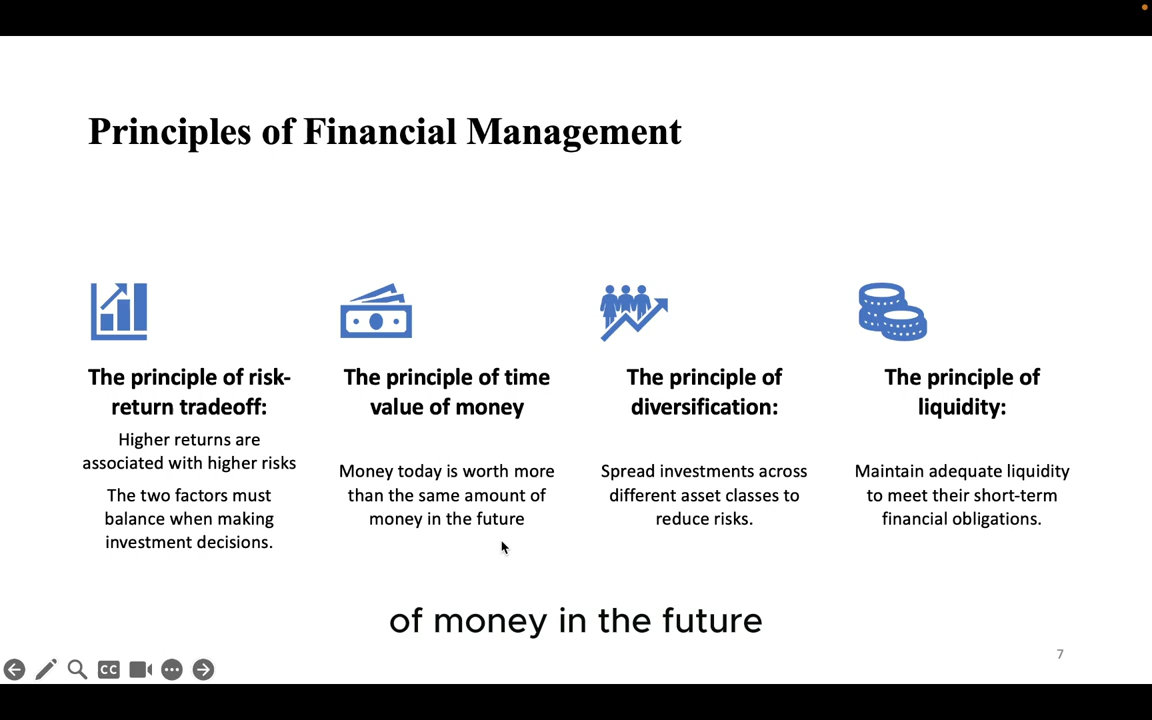 Principles of Financial Management
The principle of risk-
return tradeoff:
Higher returns are
associated with higher risks
The two factors must
balance when making
investment decisions.
The principle of time
value of money
Money today is worth more
than the same amount of
money in the future
The principle of
diversification:
Spread investments across
different asset classes to
reduce risks.
The principle of
liquidity:
Maintain adequate liquidity
to meet their short-term
financial obligations.
of money in the future
7
CC